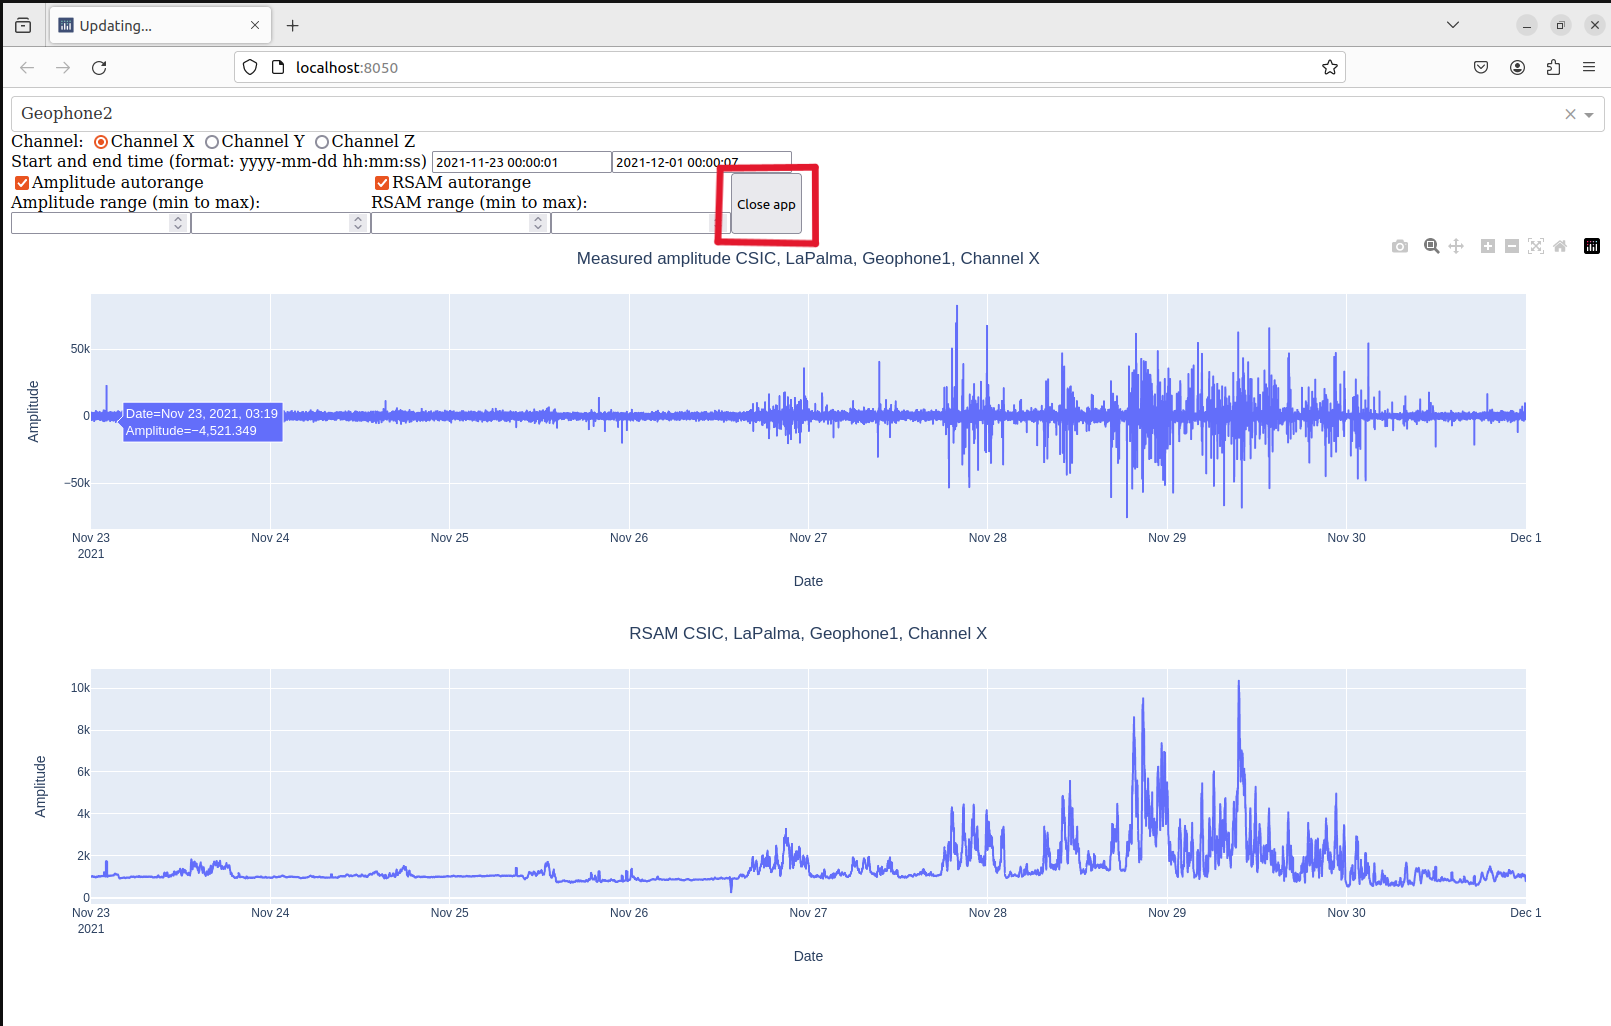 Updating...
localhost:8050
Geophone2
Channel: Channel X Channel Y Channel Z
Start and end time (format: yyyy-mm-dd hh:mm:ss) 2021-11-23 00:00:01 2021-12-01 00:00:07
Amplitude autorange RSAM autorange
Amplitude range (min to max): RSAM range (min to max):
Close app
Measured amplitude CSIC, LaPalma, Geophone1, Channel X
50k
0
−50k
Amplitude
Date=Nov 23, 2021, 03:19
Amplitude=−4,521.349
Nov 23 Nov 24 Nov 25 Nov 26 Nov 27 Nov 28 Nov 29 Nov 30 Dec 1
2021
Date
RSAM CSIC, LaPalma, Geophone1, Channel X
10k
8k
6k
4k
2k
0
Amplitude
Nov 23 Nov 24 Nov 25 Nov 26 Nov 27 Nov 28 Nov 29 Nov 30 Dec 1
2021
Date